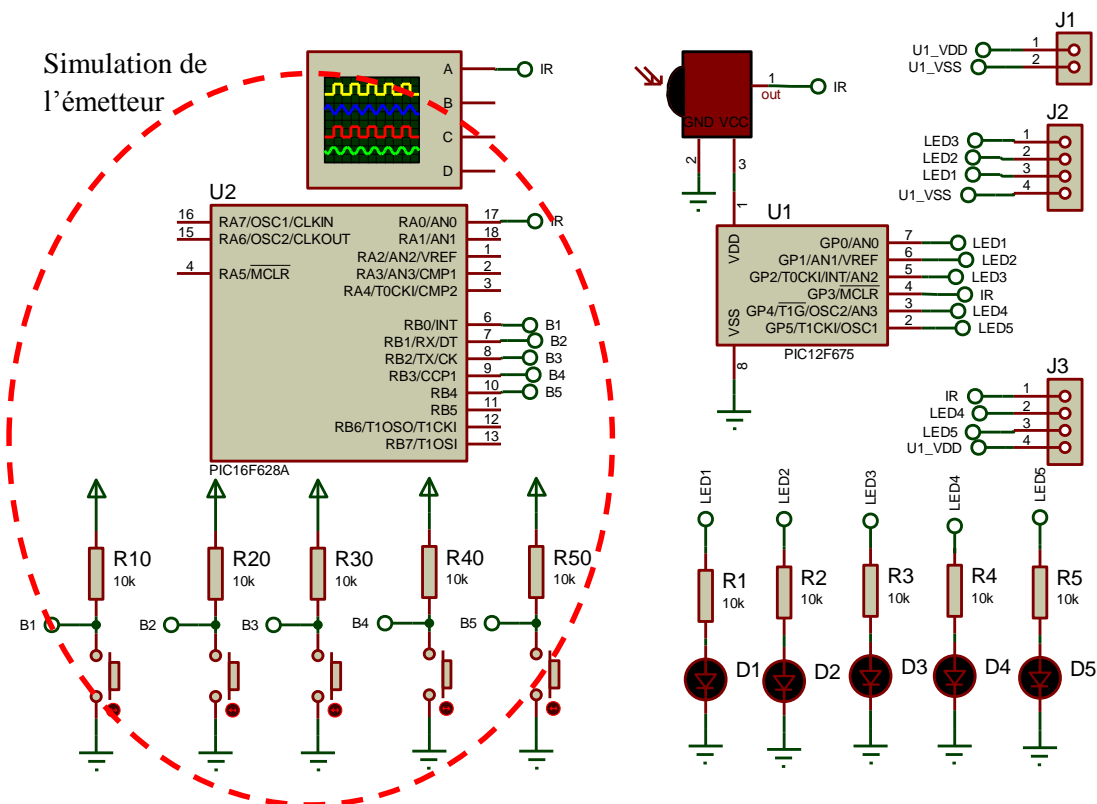 Simulation de
l'émetteur
A
IR
B
C
D
U2
16
RA7/OSC1/CLKIN
15
RA6/OSC2/CLKOUT
4
RA5/MCLR
RA0/AN0
17
IR
RA1/AN1
18
RA2/AN2/VREF
1
RA3/AN3/CMP1
2
RA4/T0CKI/CMP2
3
RB0/INT
6
B1
RB1/RX/DT
7
B2
RB2/TX/CK
8
B3
RB3/CCP1
9
B4
RB4
10
B5
RB5
11
RB6/T1OSO/T1CKI
12
RB7/T1OSI
13
PIC16F628A
R10
10k
R20
10k
R30
10k
R40
10k
R50
10k
B1
B2
B3
B4
B5
1
out
IR
GND VCC
2
3
1
U1
VDD
VSS
GP0/AN0
7
LED1
GP1/AN1/VREF
6
LED2
GP2/T0CKI/INT/AN2
5
LED3
GP3/MCLR
4
IR
GP4/T1G/OSC2/AN3
3
LED4
GP5/T1CKI/OSC1
2
LED5
PIC12F675
8
J1
U1_VDD
1
U1_VSS
2
J2
LED3
1
LED2
2
LED1
3
U1_VSS
4
J3
IR
1
LED4
2
LED5
3
U1_VDD
4
LED1
LED2
LED3
LED4
LED5
R1
10k
R2
10k
R3
10k
R4
10k
R5
10k
D1
D2
D3
D4
D5